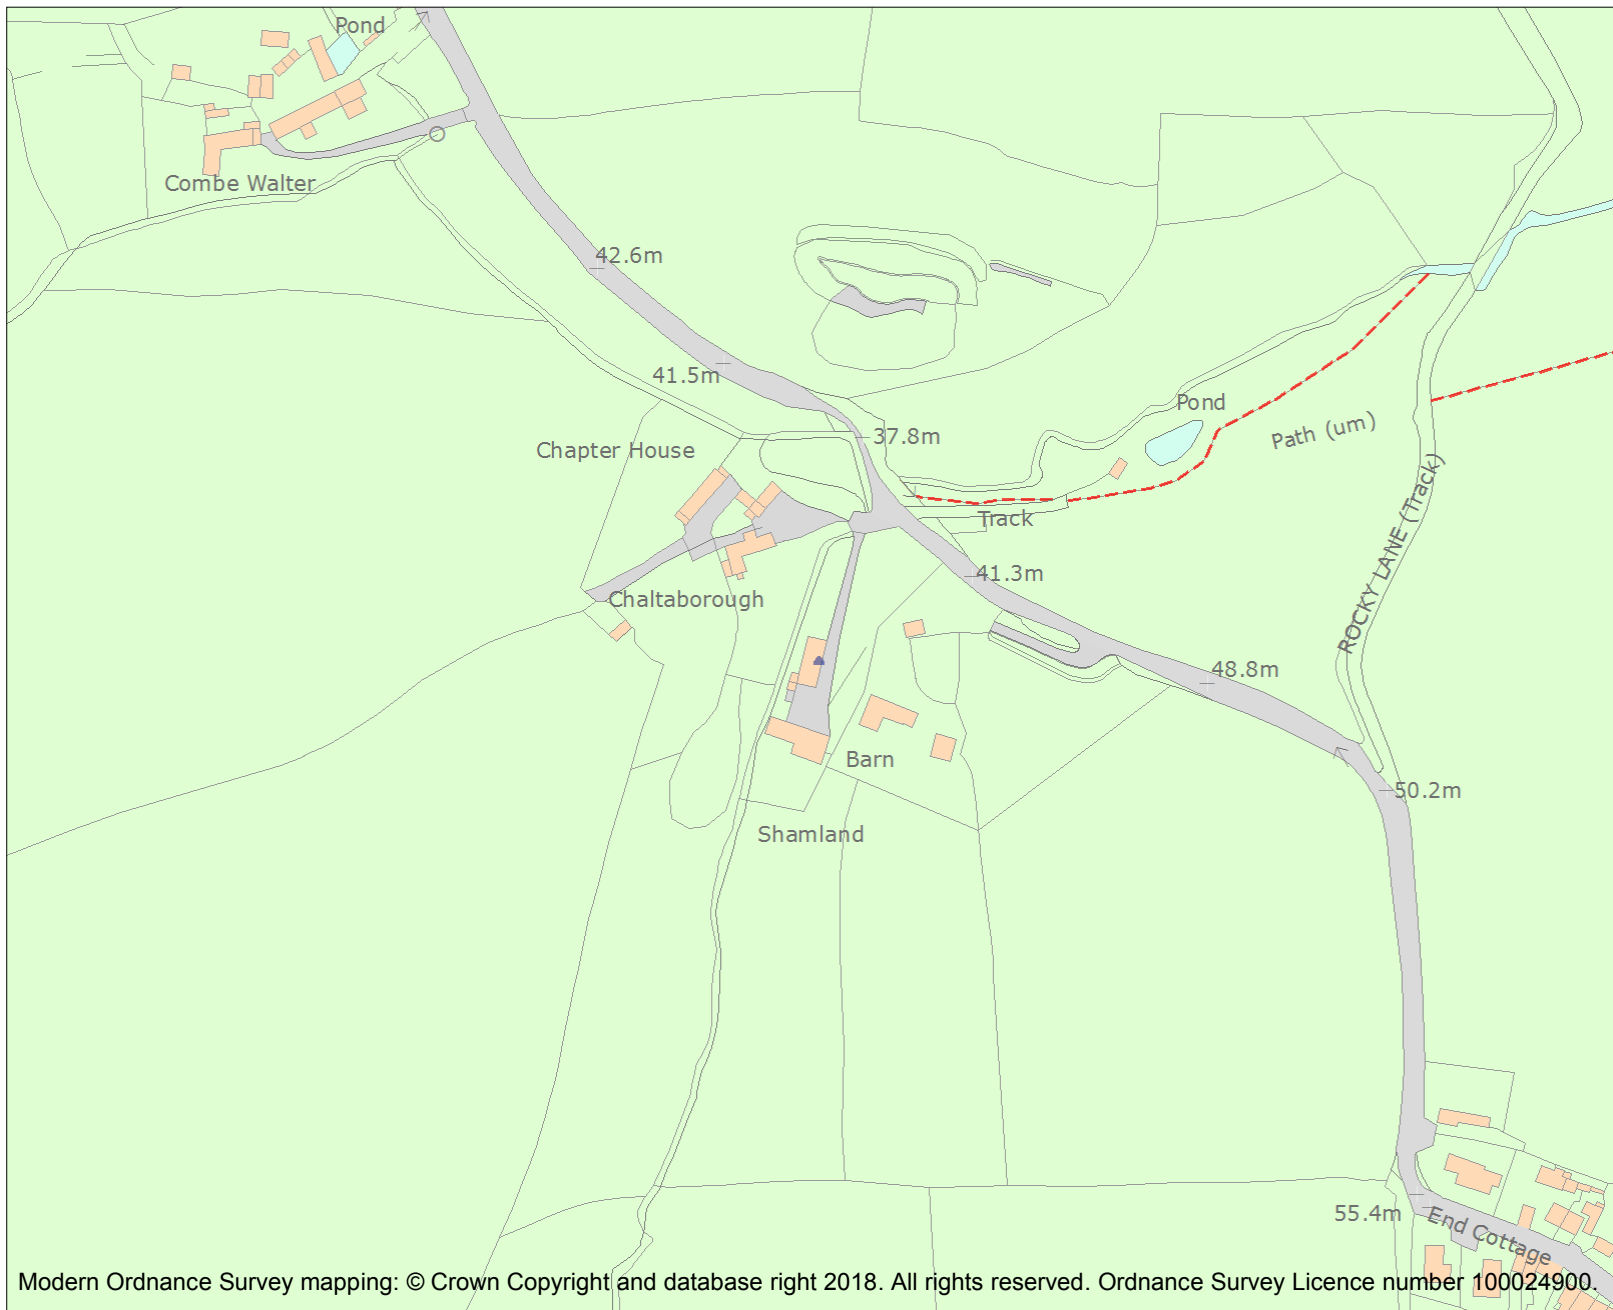 Pond
Combe Walter
42.6m
41.5m
37.8m
Pond
Path (um)
Chapter House
Track
ROCKY LANE (Track)
41.3m
Chaltaborough
48.8m
Barn
50.2m
Shamland
55.4m
End Cottage
Modern Ordnance Survey mapping: © Crown Copyright and database right 2018. All rights reserved. Ordnance Survey Licence number 100024900.